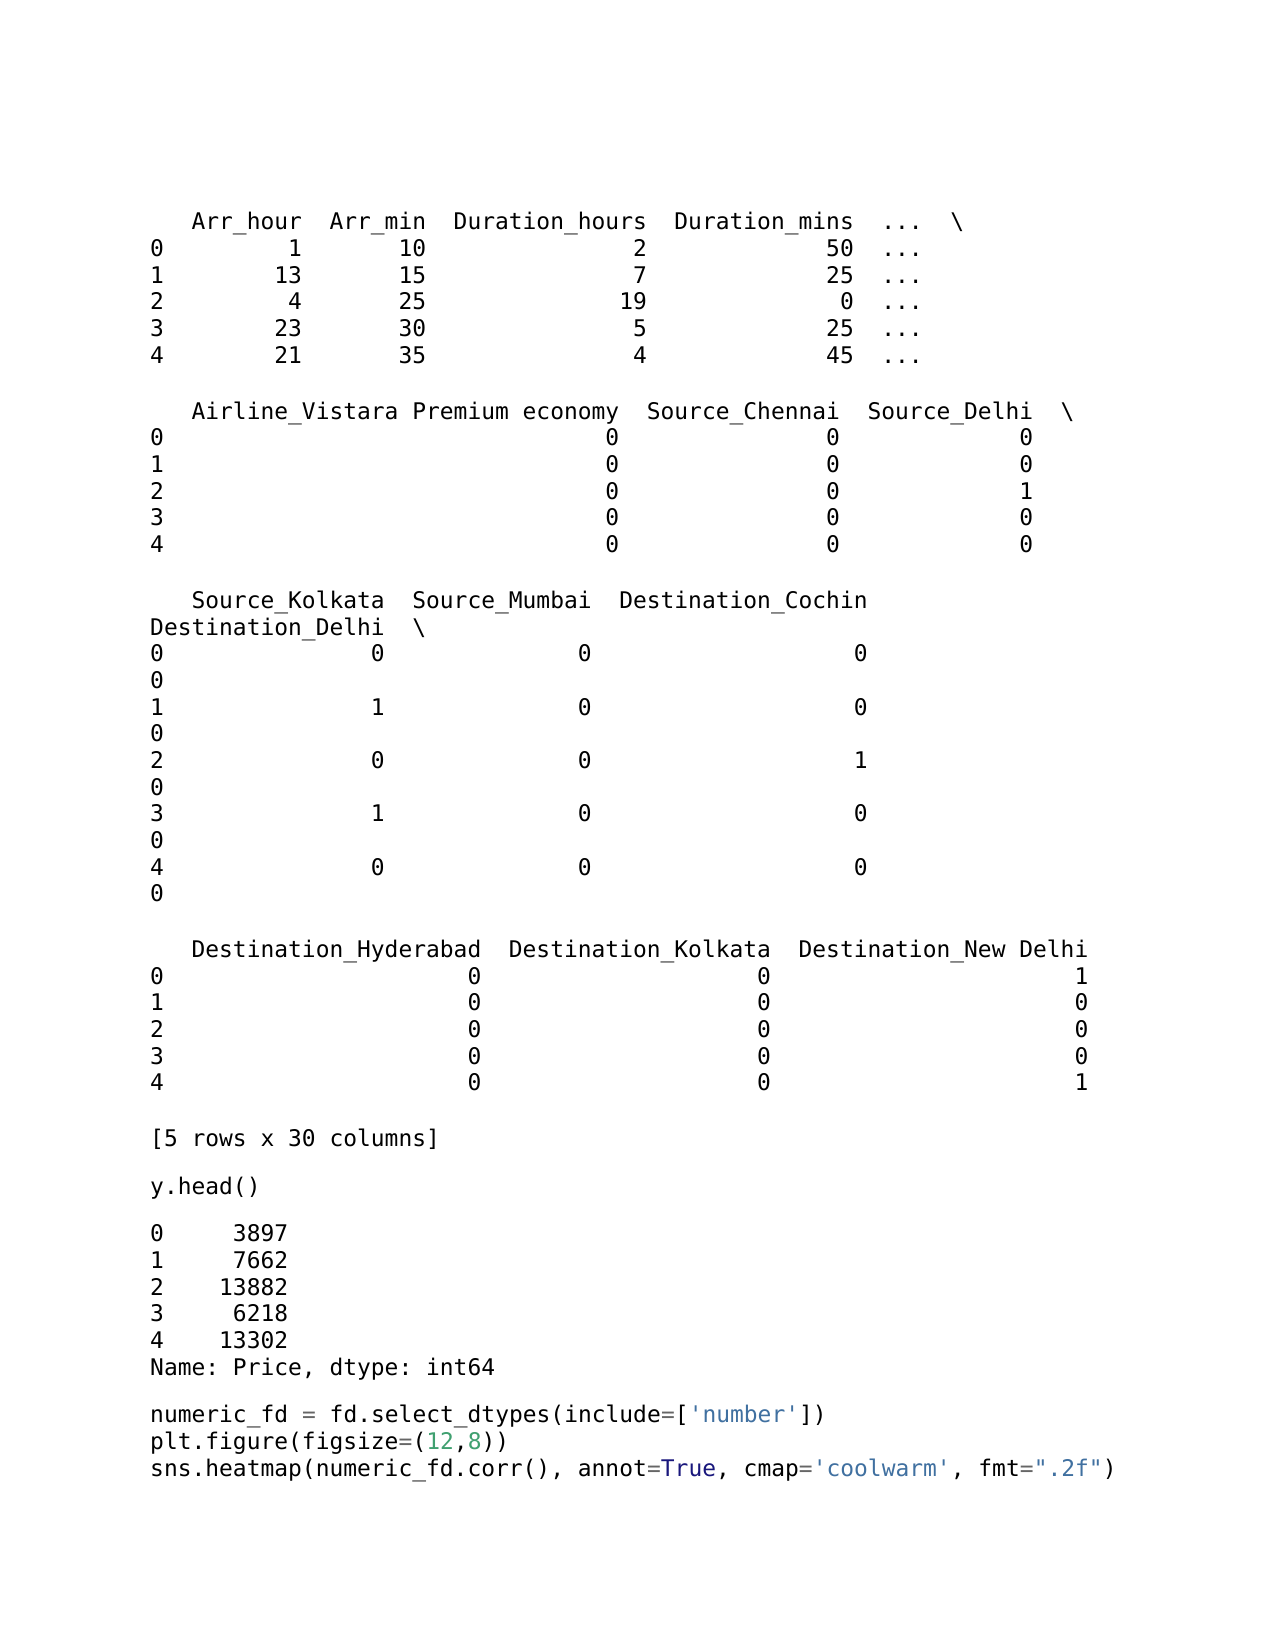 Arr_hour  Arr_min  Duration_hours  Duration_mins  ...  \
0         1       10               2             50  ...
1        13       15               7             25  ...
2         4       25              19              0  ...
3        23       30               5             25  ...
4        21       35               4             45  ...

   Airline_Vistara Premium economy  Source_Chennai  Source_Delhi  \
0                                0               0             0
1                                0               0             0
2                                0               0             1
3                                0               0             0
4                                0               0             0

   Source_Kolkata  Source_Mumbai  Destination_Cochin
Destination_Delhi  \
0               0              0                   0
0
1               1              0                   0
0
2               0              0                   1
0
3               1              0                   0
0
4               0              0                   0
0

   Destination_Hyderabad  Destination_Kolkata  Destination_New Delhi
0                      0                    0                      1
1                      0                    0                      0
2                      0                    0                      0
3                      0                    0                      0
4                      0                    0                      1

[5 rows x 30 columns]

y.head()

0     3897
1     7662
2    13882
3     6218
4    13302
Name: Price, dtype: int64

numeric_fd = fd.select_dtypes(include=['number'])
plt.figure(figsize=(12,8))
sns.heatmap(numeric_fd.corr(), annot=True, cmap='coolwarm', fmt=".2f")